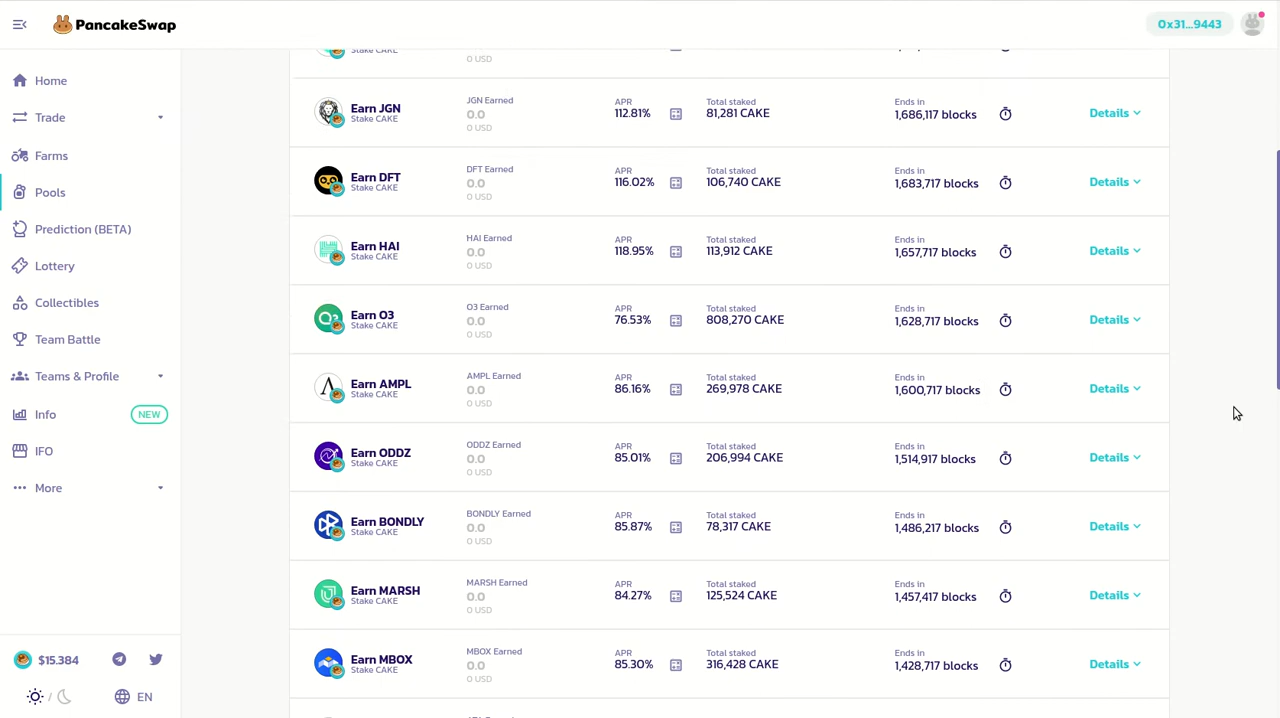 PancakeSwap
0x31...9443
Home
Trade
Farms
Pools
Prediction (BETA)
Lottery
Collectibles
Team Battle
Teams & Profile
Info
NEW
IFO
More
$15.384
EN
Stake CAKE
0 USD
Earn JGN
Stake CAKE
JGN Earned
0.0
0 USD
APR
112.81%
Total staked
81,281 CAKE
Ends in
1,686,117 blocks
Details
Earn DFT
Stake CAKE
DFT Earned
0.0
0 USD
APR
116.02%
Total staked
106,740 CAKE
Ends in
1,683,717 blocks
Details
Earn HAI
Stake CAKE
HAI Earned
0.0
0 USD
APR
118.95%
Total staked
113,912 CAKE
Ends in
1,657,717 blocks
Details
Earn O3
Stake CAKE
O3 Earned
0.0
0 USD
APR
76.53%
Total staked
808,270 CAKE
Ends in
1,628,717 blocks
Details
Earn AMPL
Stake CAKE
AMPL Earned
0.0
0 USD
APR
86.16%
Total staked
269,978 CAKE
Ends in
1,600,717 blocks
Details
Earn ODDZ
Stake CAKE
ODDZ Earned
0.0
0 USD
APR
85.01%
Total staked
206,994 CAKE
Ends in
1,514,917 blocks
Details
Earn BONDLY
Stake CAKE
BONDLY Earned
0.0
0 USD
APR
85.87%
Total staked
78,317 CAKE
Ends in
1,486,217 blocks
Details
Earn MARSH
Stake CAKE
MARSH Earned
0.0
0 USD
APR
84.27%
Total staked
125,524 CAKE
Ends in
1,457,417 blocks
Details
Earn MBOX
Stake CAKE
MBOX Earned
0.0
0 USD
APR
85.30%
Total staked
316,428 CAKE
Ends in
1,428,717 blocks
Details